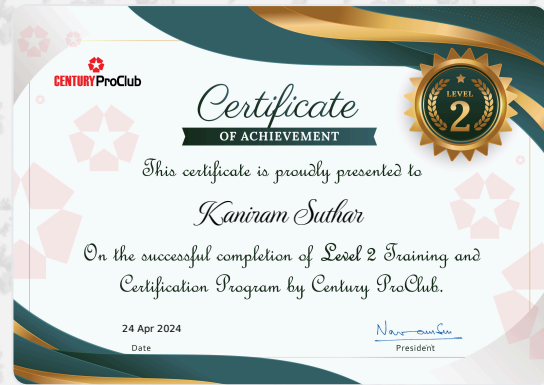 CENTURY ProClub
Certificate
OF ACHIEVEMENT
LEVEL
2
This certificate is proudly presented to
Kaniram Suthar
On the successful completion of Level 2 Training and
Certification Program by Century ProClub.
24 Apr 2024
Date
President